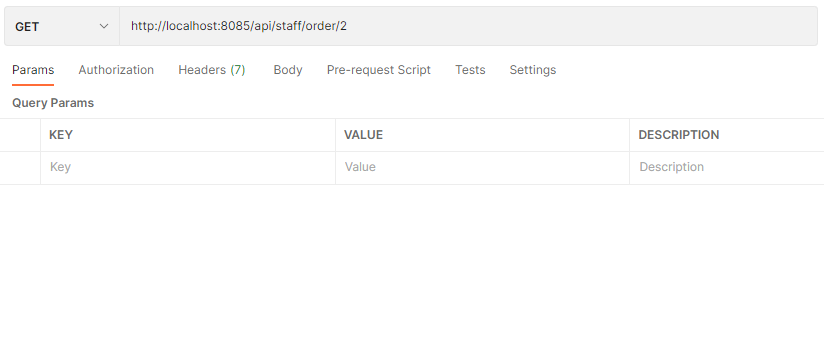 GET http://localhost:8085/api/staff/order/2
Params Authorization Headers (7) Body Pre-request Script Tests Settings
Query Params
KEY VALUE DESCRIPTION
Key Value Description